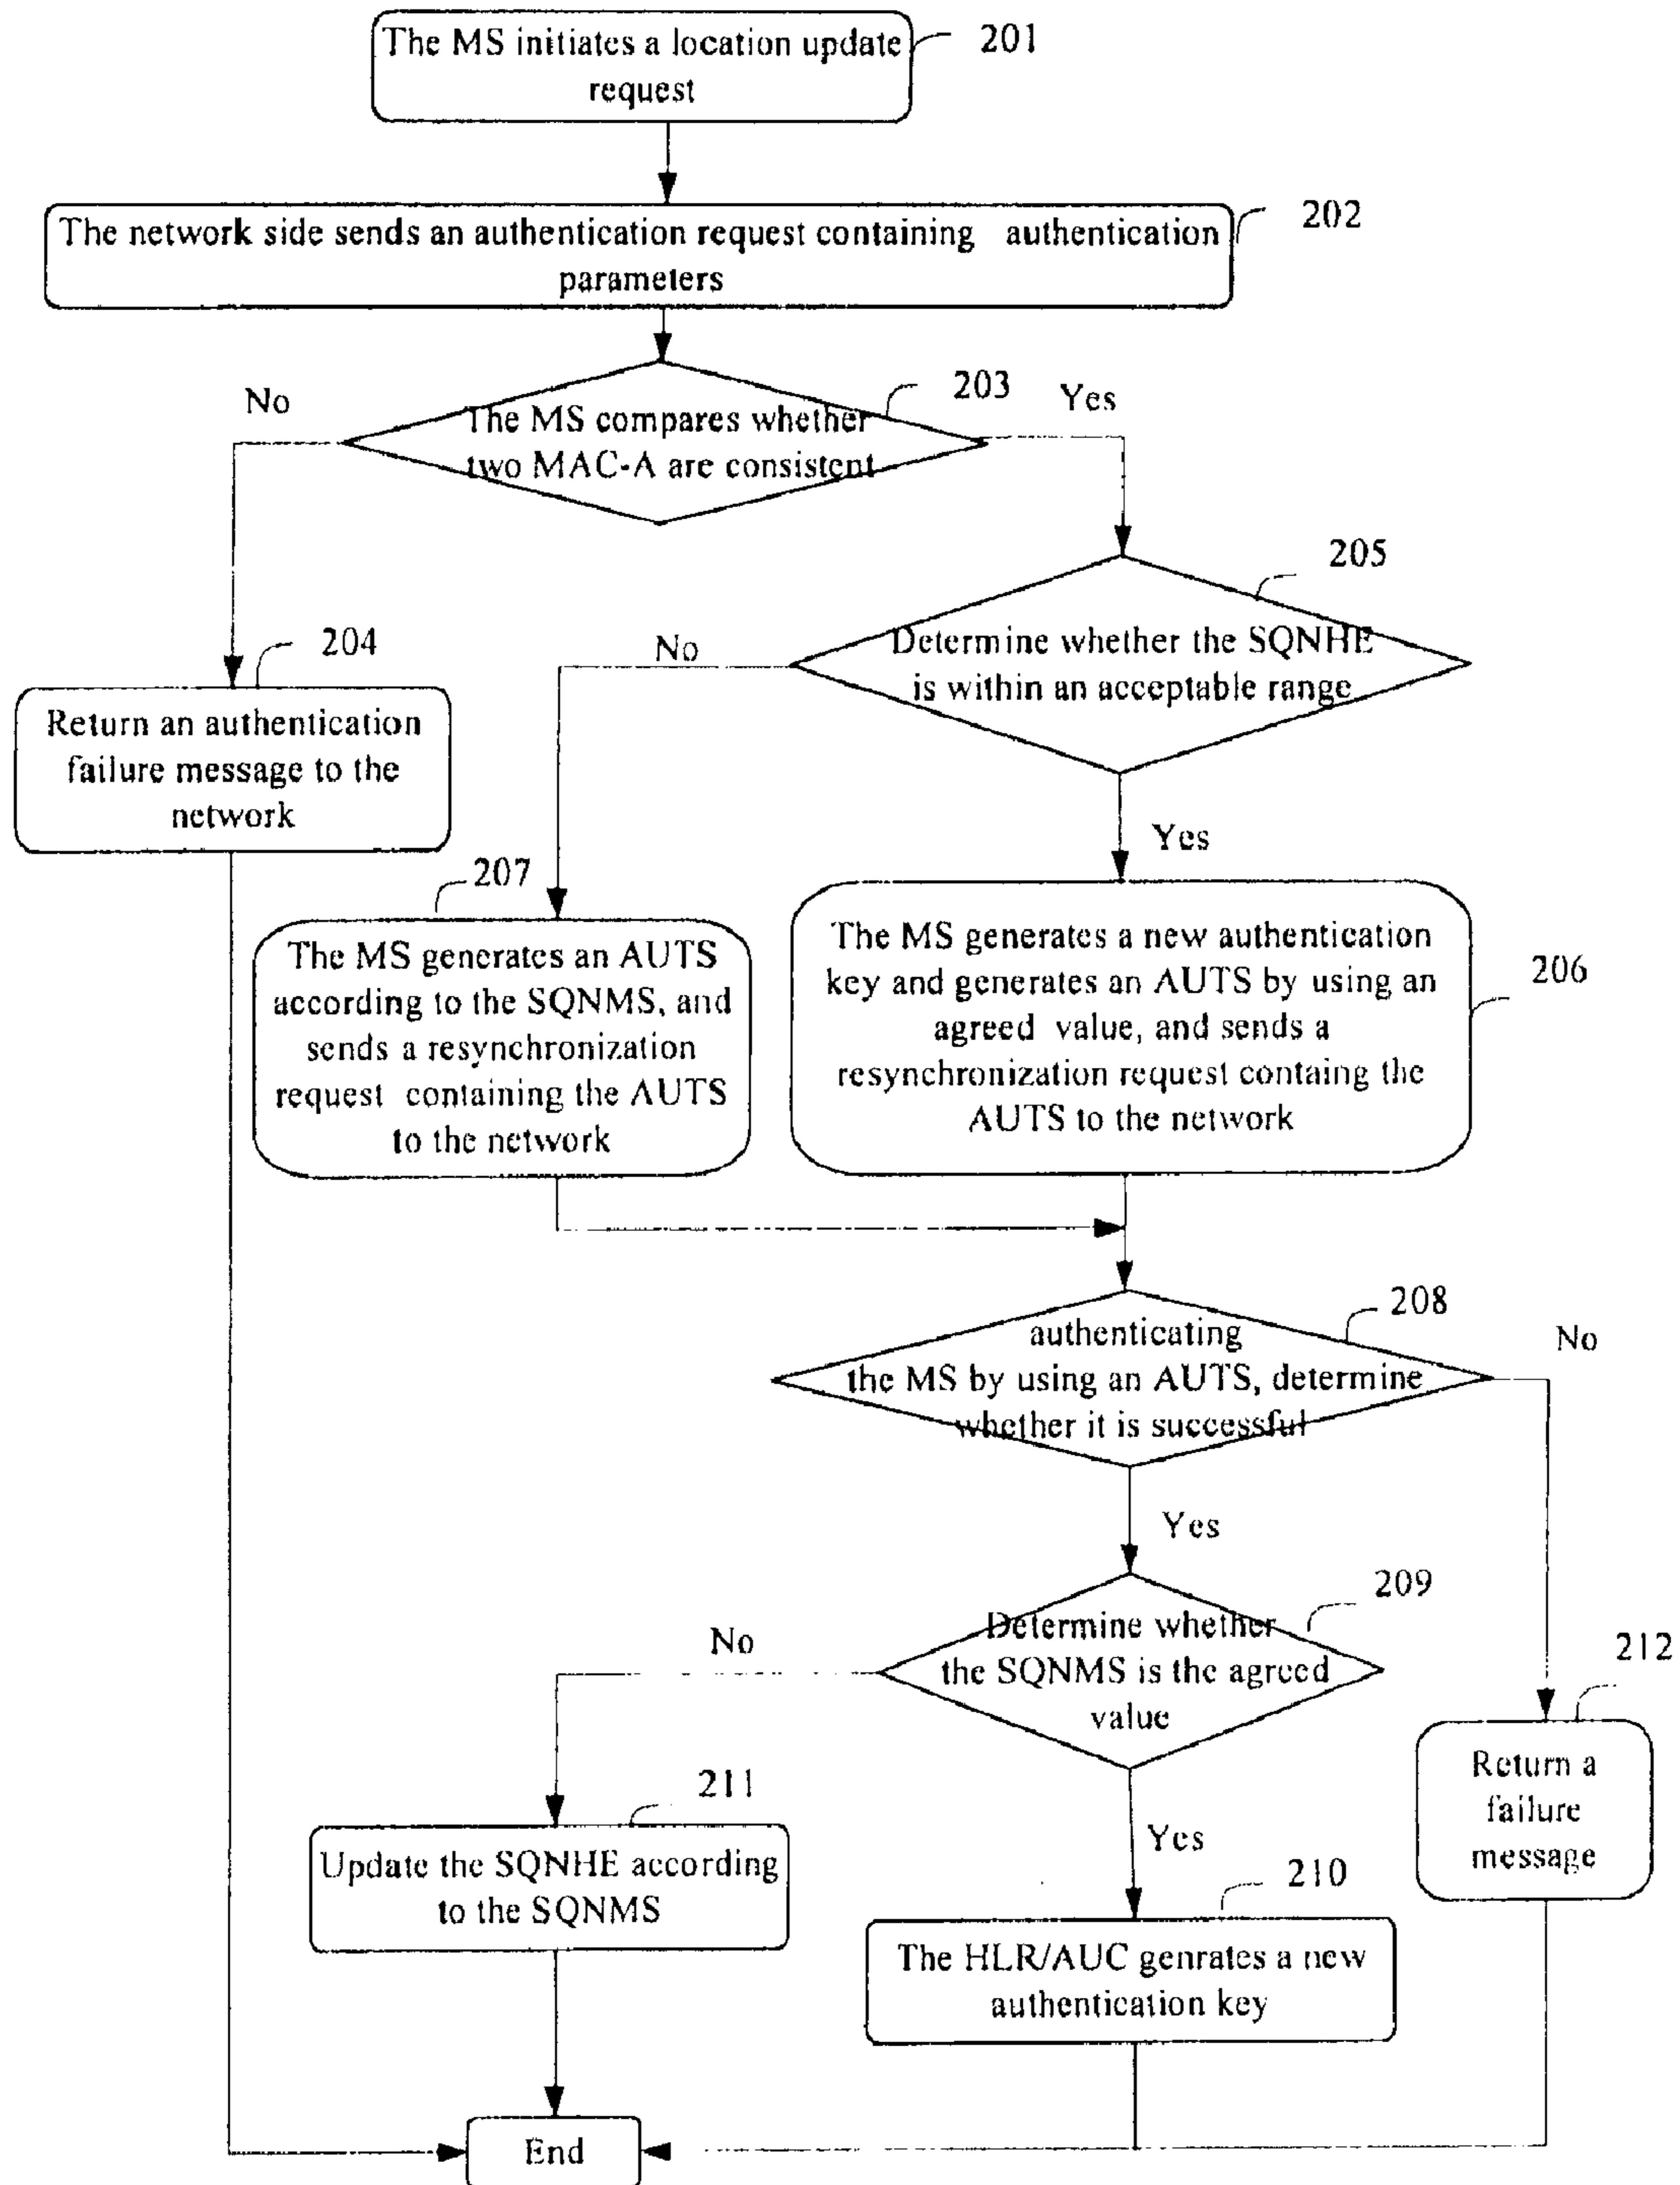 The MS initiates a location update
request
201
The network side sends an authentication request containing authentication
parameters
202
No
203
Yes
The MS compares whether
two MAC-A are consistent
205
204
No
Determine whether the SQNHE
is within an acceptable range
Return an authentication
failure message to the
network
Yes
207
The MS generates an AUTS
according to the SQNMS, and
sends a resynchronization
request containing the AUTS
to the network
The MS generates a new authentication
key and generates an AUTS by using an
agreed value, and sends a
resynchronization request containg the
AUTS to the network
206
208
authenticating
the MS by using an AUTS, determine
whether it is successful
No
Yes
209
No
Determine whether
the SQNMS is the agreed
value
212
Return a
failure
message
211
Yes
Update the SQNHE according
to the SQNMS
210
The HLR/AUC genrates a new
authentication key
End